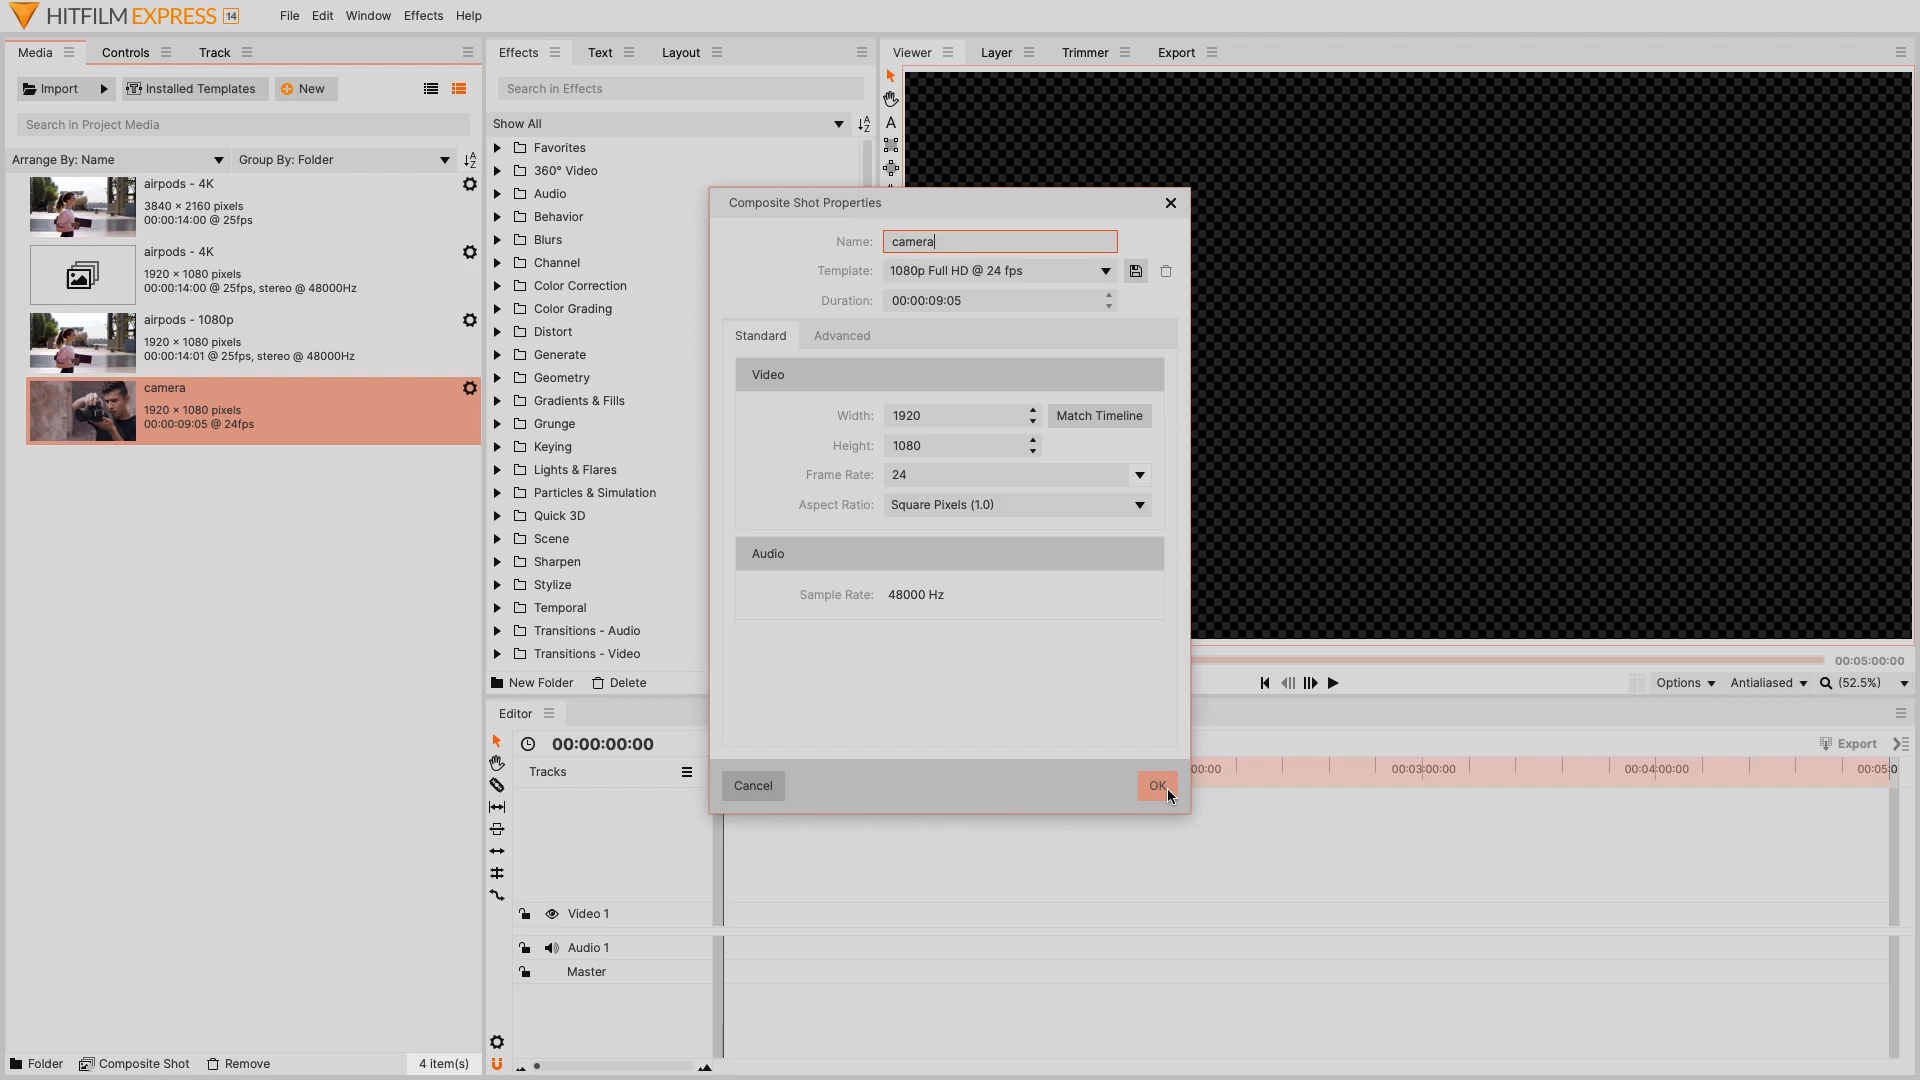 HITFILM EXPRESS 14
File Edit Window Effects Help
Media Controls Track
Effects Text Layout
Viewer Layer Trimmer Export
Import Installed Templates New
Search in Project Media
Arrange By: Name Group By: Folder
airpods - 4K
3840 × 2160 pixels
00:00:14:00 @ 25fps
airpods - 4K
1920 × 1080 pixels
00:00:14:00 @ 25fps, stereo @ 48000Hz
airpods - 1080p
1920 × 1080 pixels
00:00:14:01 @ 25fps, stereo @ 48000Hz
camera
1920 × 1080 pixels
00:00:09:05 @ 24fps
Folder Composite Shot Remove 4 item(s)
Search in Effects
Show All
Favorites
360° Video
Audio
Behavior
Blurs
Channel
Color Correction
Color Grading
Distort
Generate
Geometry
Gradients & Fills
Grunge
Keying
Lights & Flares
Particles & Simulation
Quick 3D
Scene
Sharpen
Stylize
Temporal
Transitions - Audio
Transitions - Video
New Folder Delete
Composite Shot Properties
Name: camera
Template: 1080p Full HD @ 24 fps
Duration: 00:00:09:05
Standard Advanced
Video
Width: 1920 Match Timeline
Height: 1080
Frame Rate: 24
Aspect Ratio: Square Pixels (1.0)
Audio
Sample Rate: 48000 Hz
Cancel OK
A
00:05:00:00
Options Antialiased (52.5%)
Editor
00:00:00:00 Export
Tracks
00:00 00:03:00:00 00:04:00:00 00:05:0
Video 1
Audio 1
Master